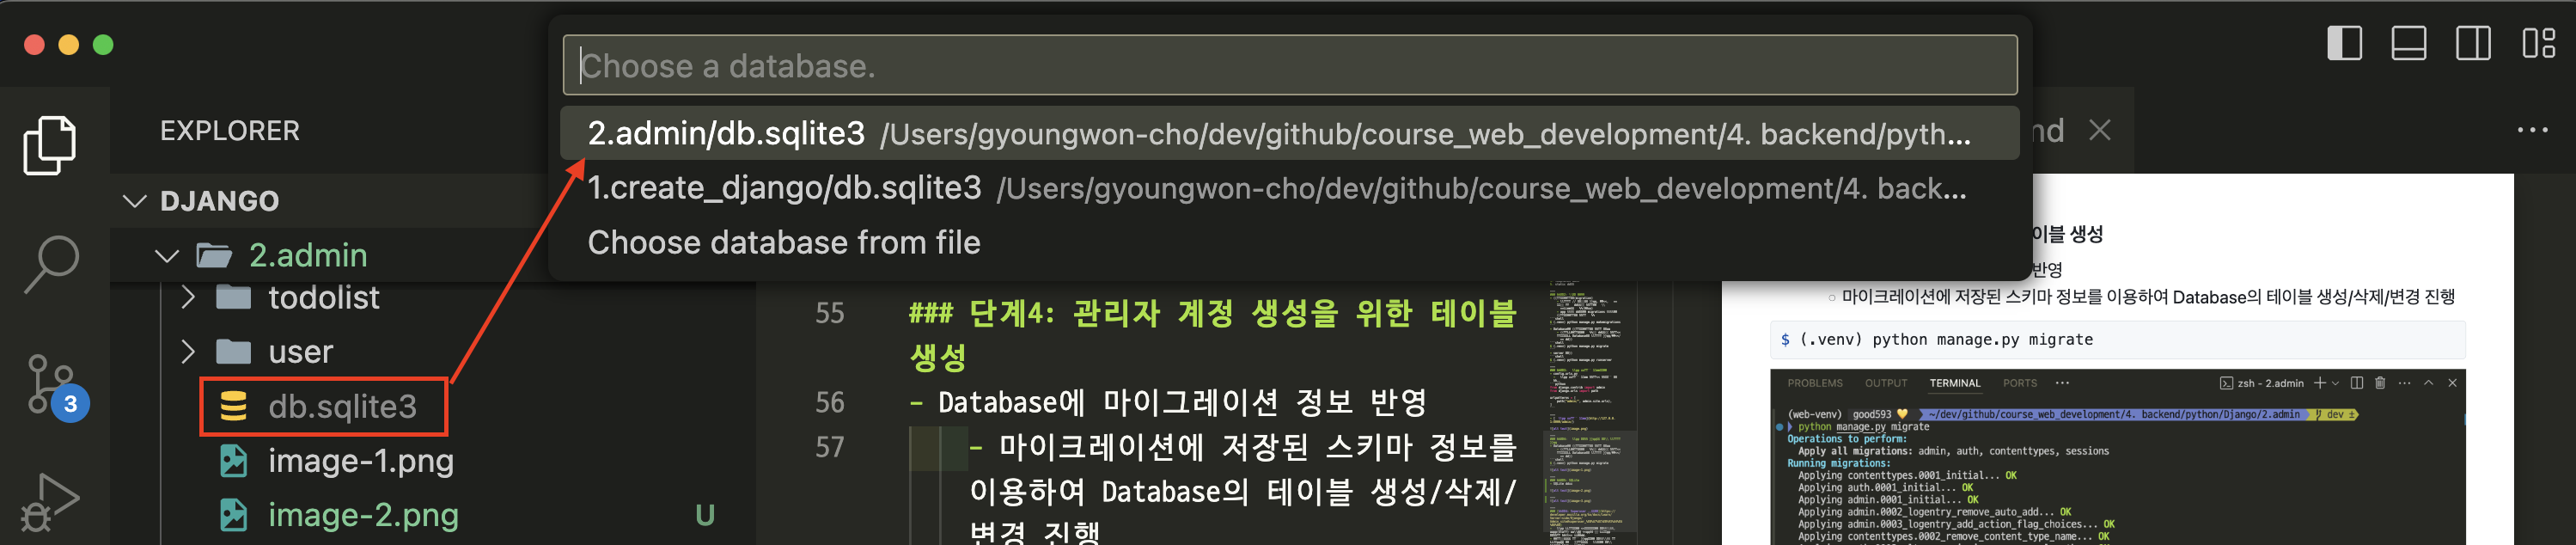 Choose a database.
2.admin/db.sqlite3 /Users/gyoungwon-cho/dev/github/course_web_development/4. backend/pyth...
1.create_django/db.sqlite3 /Users/gyoungwon-cho/dev/github/course_web_development/4. back...
Choose database from file
EXPLORER
DJANGO
2.admin
todolist
user
db.sqlite3
image-1.png
image-2.png U
3
55 ### 단계4: 관리자 계정 생성을 위한 테이블
생성
56 - Database에 마이그레이션 정보 반영
57 - 마이크레이션에 저장된 스키마 정보를
이용하여 Database의 테이블 생성/삭제/
변경 진행
이블 생성
반영
마이크레이션에 저장된 스키마 정보를 이용하여 Database의 테이블 생성/삭제/변경 진행
$ (.venv) python manage.py migrate
PROBLEMS OUTPUT TERMINAL PORTS ... zsh - 2.admin
(web-venv) good593 ~/dev/github/course_web_development/4. backend/python/Django/2.admin dev ±
python manage.py migrate
Operations to perform:
Apply all migrations: admin, auth, contenttypes, sessions
Running migrations:
Applying contenttypes.0001_initial... OK
Applying auth.0001_initial... OK
Applying admin.0001_initial... OK
Applying admin.0002_logentry_remove_auto_add... OK
Applying admin.0003_logentry_add_action_flag_choices... OK
Applying contenttypes.0002_remove_content_type_name... OK